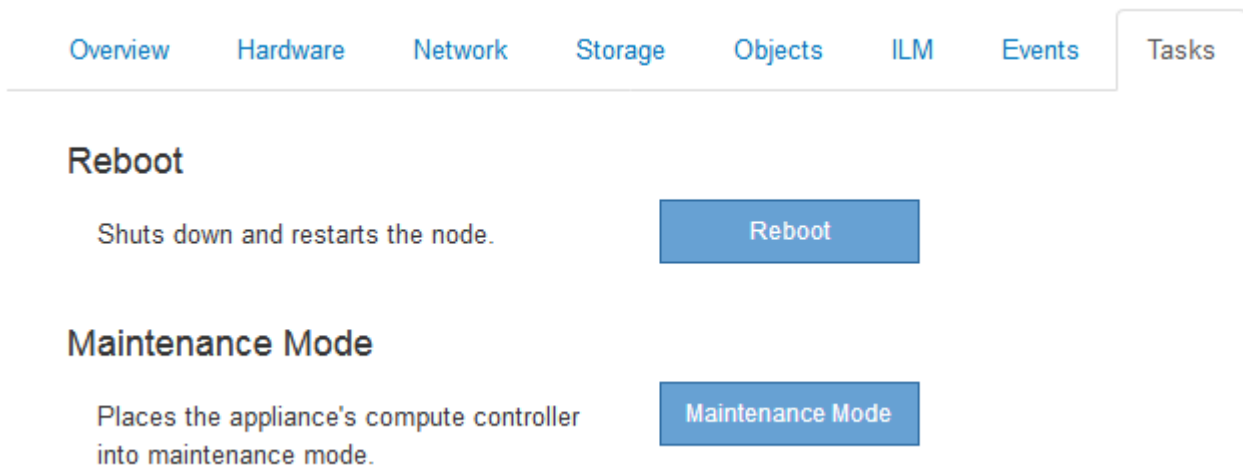 Overview Hardware Network Storage Objects ILM Events Tasks
Reboot
Shuts down and restarts the node. Reboot
Maintenance Mode
Places the appliance's compute controller Maintenance Mode
into maintenance mode.